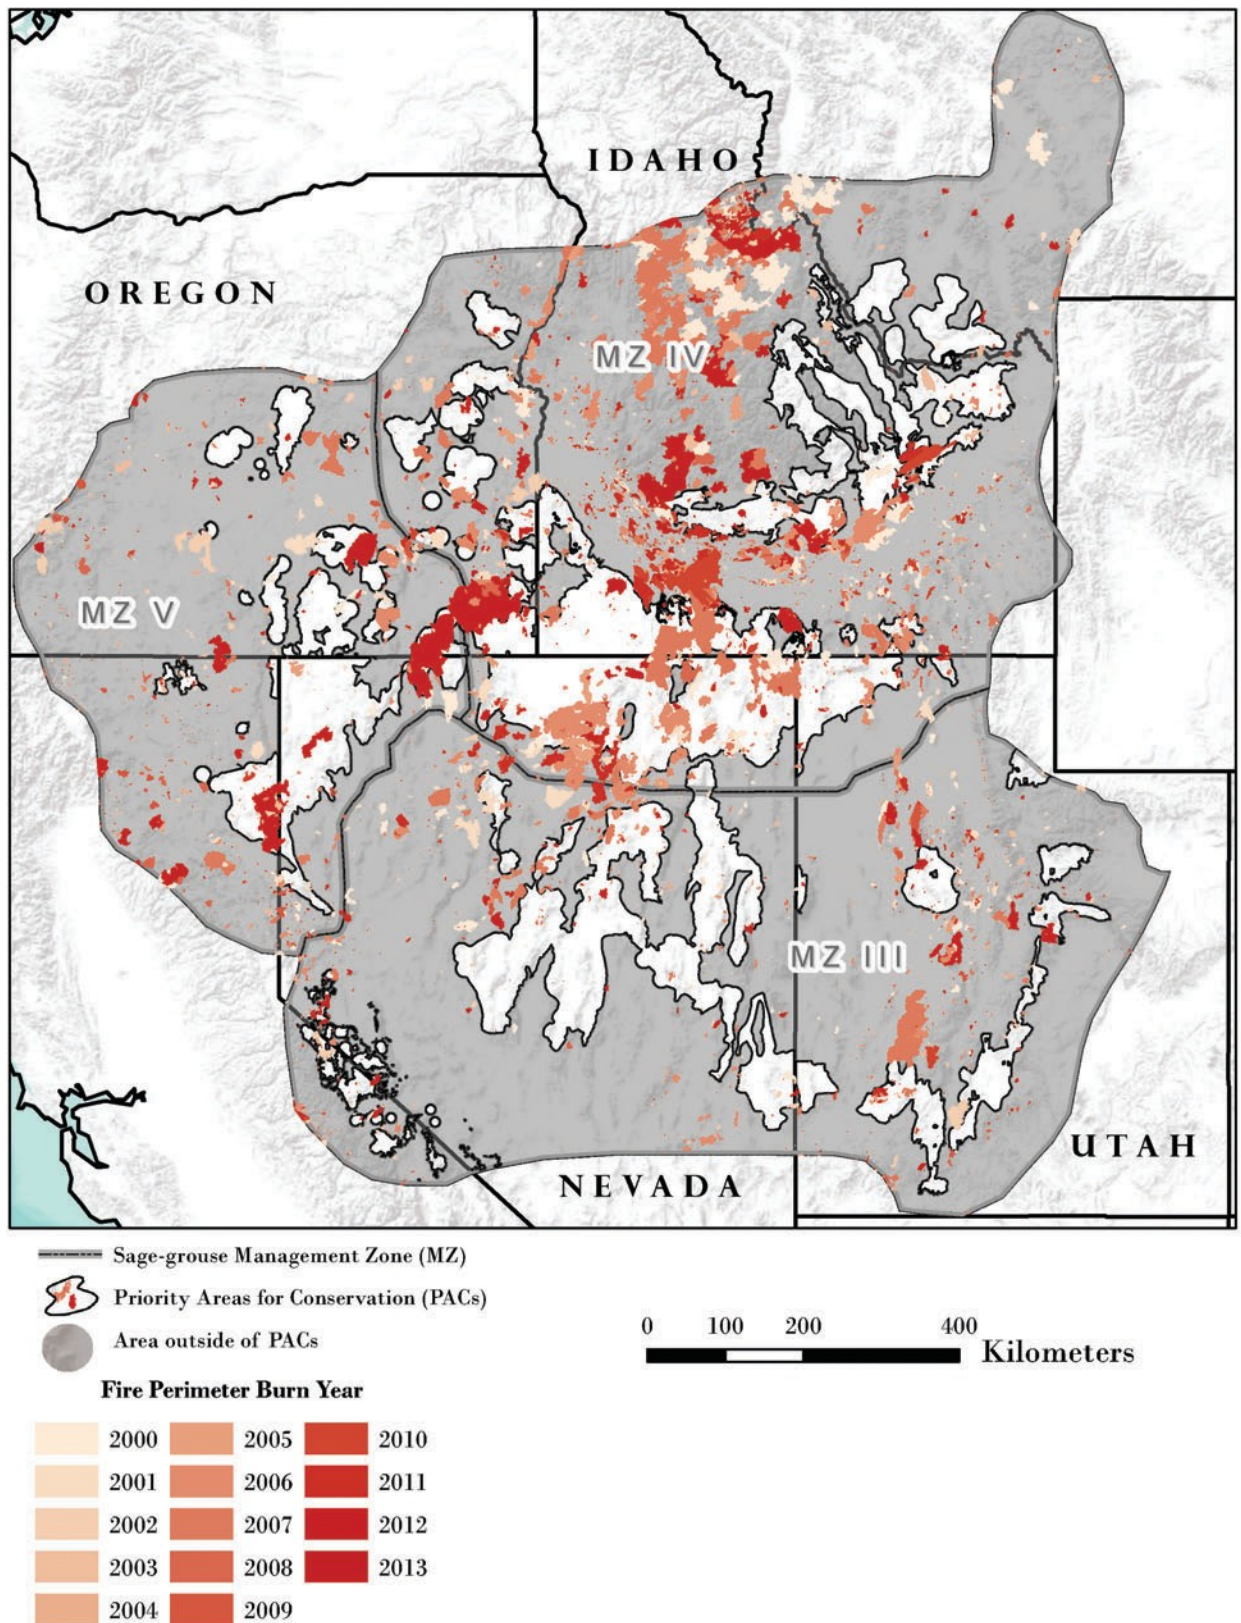 IDAHO
OREGON
MZ IV
MZ V
MZ III
UTAH
NEVADA
Sage-grouse Management Zone (MZ)
Priority Areas for Conservation (PACs)
Area outside of PACs
0 100 200 400
Kilometers
Fire Perimeter Burn Year
2000 2005 2010
2001 2006 2011
2002 2007 2012
2003 2008 2013
2004 2009